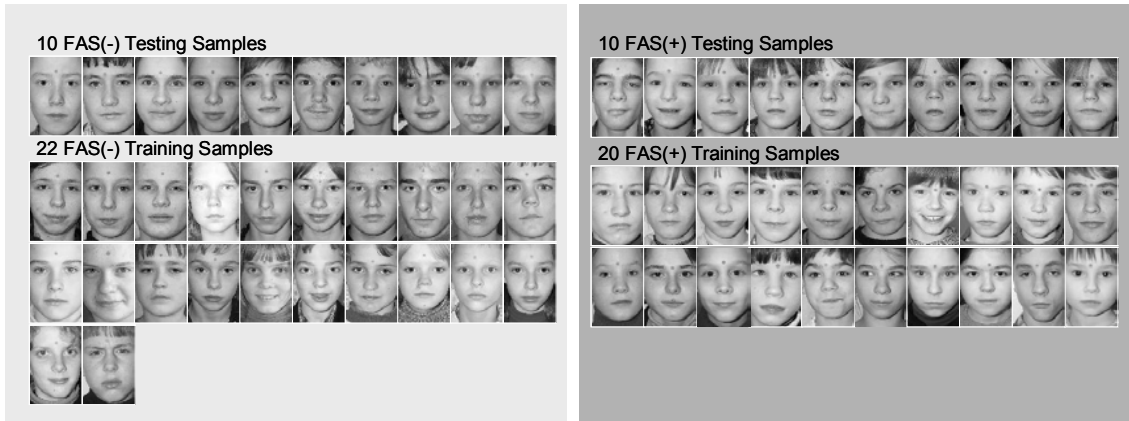 10 FAS(-) Testing Samples
22 FAS(-) Training Samples
10 FAS(+) Testing Samples
20 FAS(+) Training Samples